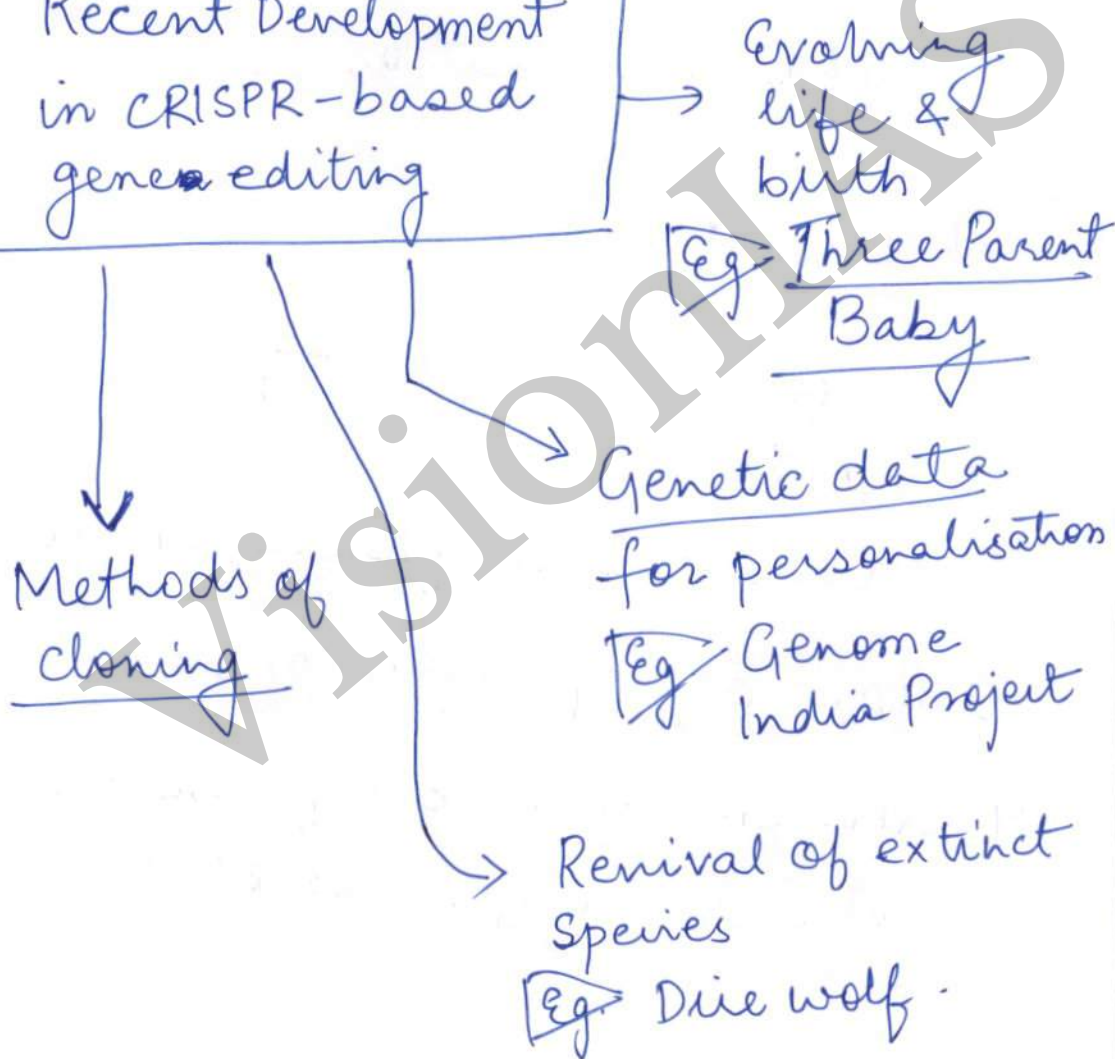 Recent Development
in CRISPR-based
gene editing
Evolving
life &
birth
Eg Three Parent
Baby
Genetic data
for personalisation
Eg Genome
India Project
Methods of
cloning
Revival of extinct
Species
Eg. Dire wolf.
VisionIAS